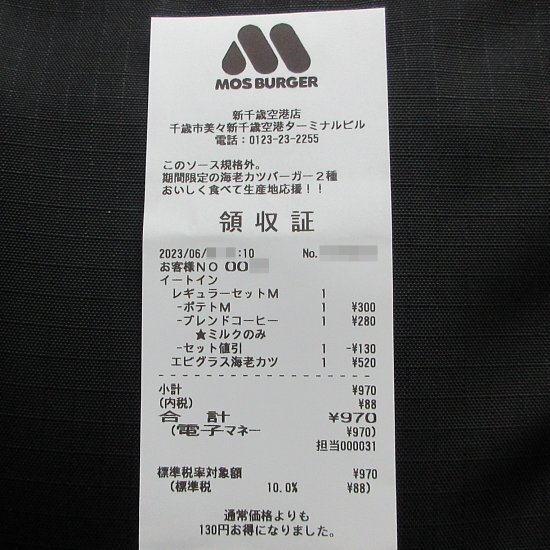 MOS BURGER
新千歳空港店
千歳市美々新千歳空港ターミナルビル
電話：0123-23-2255
このソース規格外。
期間限定の海老カツバーガー２種
おいしく食べて生産地応援！！
領収証
2023/06/ :10 No.
お客様NO 00
イートイン
レギュラーセットM 1
-ポテトM 1 ¥300
-ブレンドコーヒー 1 ¥280
★ミルクのみ
-セット値引 1 -¥130
エビグラス海老カツ 1 ¥520
小計 ¥970
(内税) ¥88
合計 ¥970
(電子マネー ¥970)
担当000031
標準税率対象額 ¥970
(標準税 10.0% ¥88)
通常価格よりも
130円お得になりました。